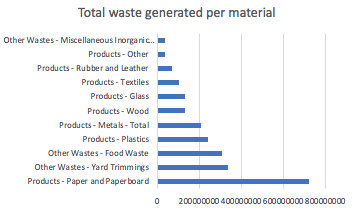 Total waste generated per material
Other Wastes - Miscellaneous Inorganic...
Products - Other
Products - Rubber and Leather
Products - Textiles
Products - Glass
Products - Wood
Products - Metals - Total
Products - Plastics
Other Wastes - Food Waste
Other Wastes - Yard Trimmings
Products - Paper and Paperboard
0 200000000 400000000 600000000 800000000